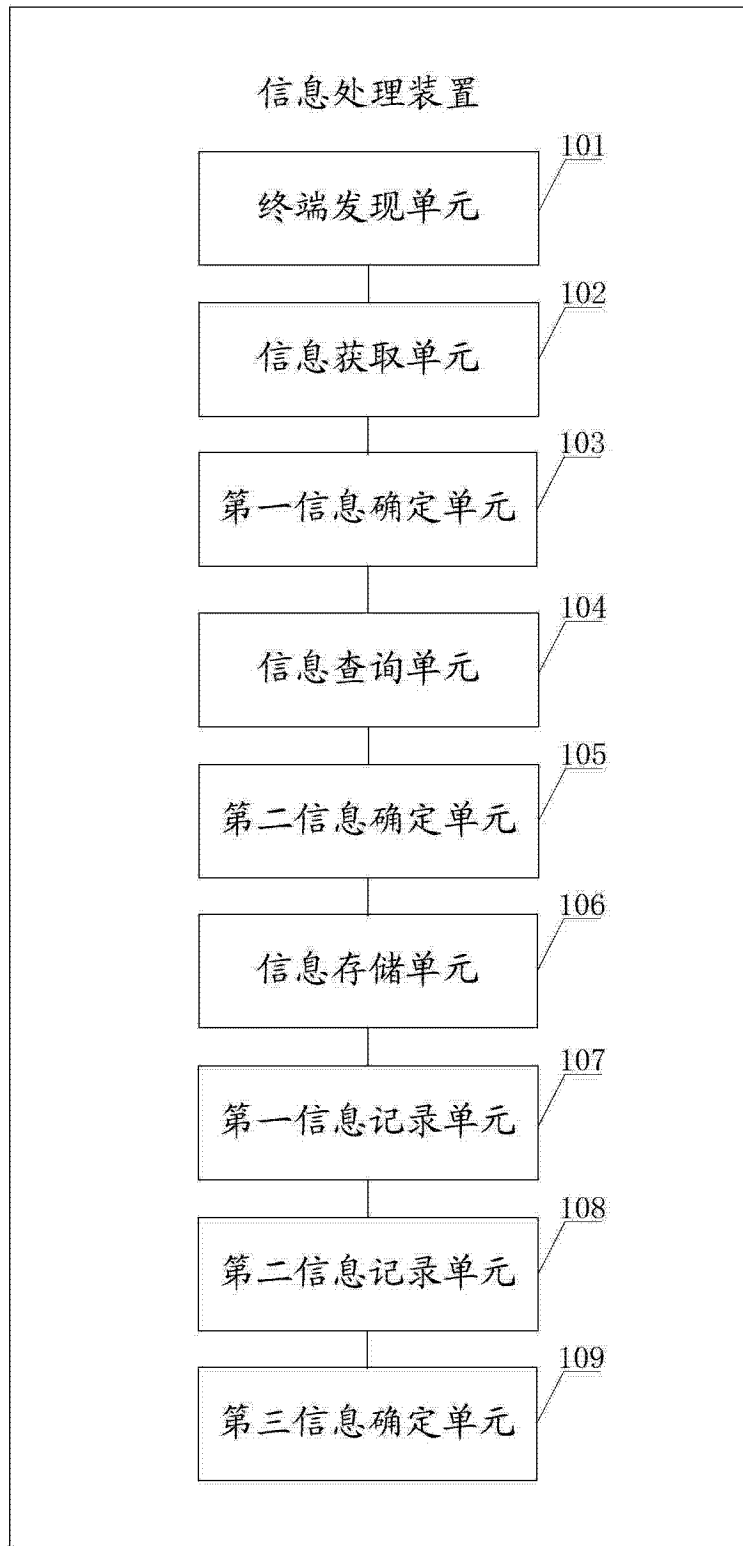 信息处理装置
101
终端发现单元
102
信息获取单元
103
第一信息确定单元
104
信息查询单元
105
第二信息确定单元
106
信息存储单元
107
第一信息记录单元
108
第二信息记录单元
109
第三信息确定单元